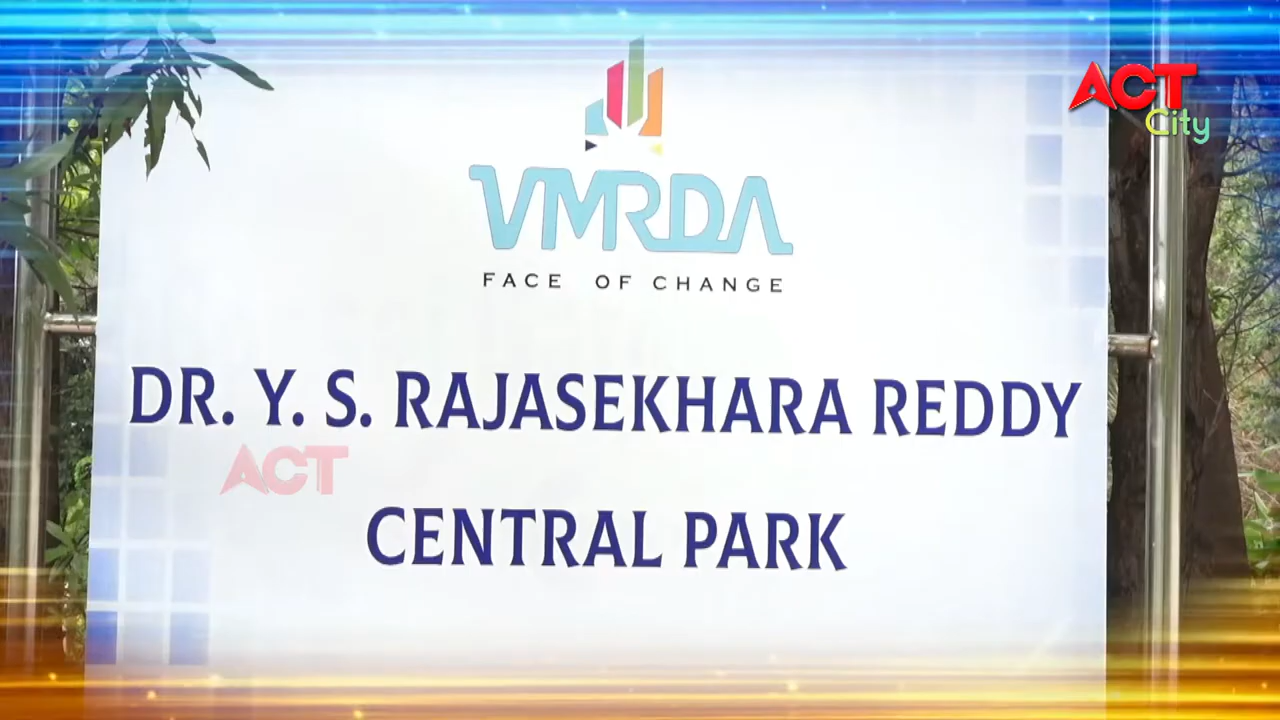 ACT
City
VMRDA
FACE OF CHANGE
DR. Y. S. RAJASEKHARA REDDY
ACT
CENTRAL PARK